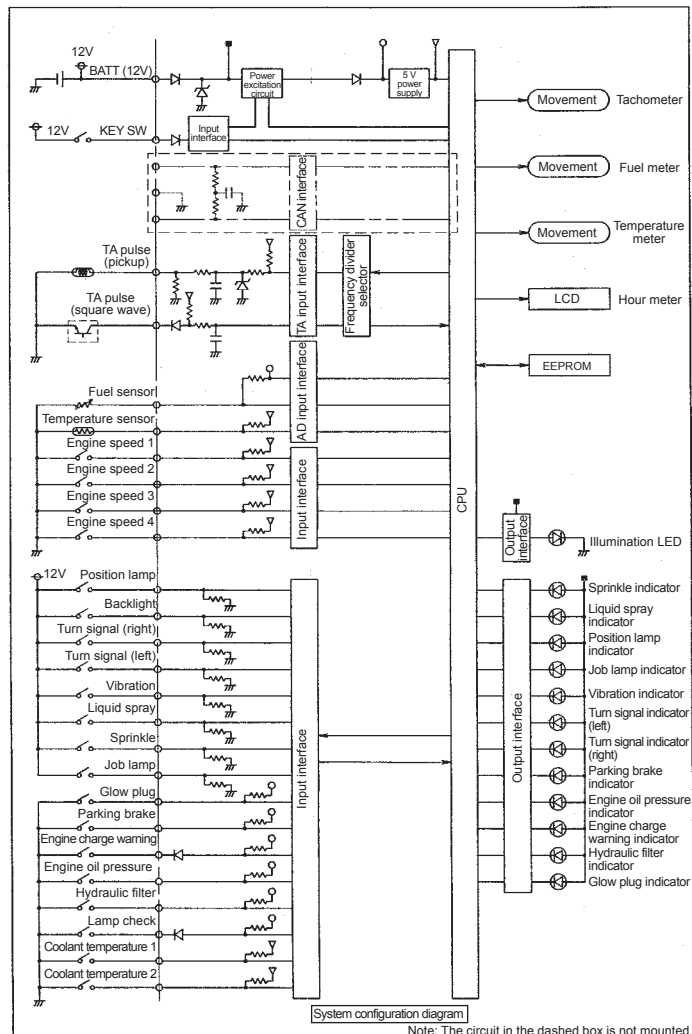 12V
BATT (12V)
Power
excitation
circuit
5 V
power
supply
12V
KEY SW
Input
interface
CAN interface
TA pulse
(pickup)
TA pulse
(square wave)
TA input interface
Frequency divider
selector
Fuel sensor
Temperature sensor
AD input interface
Engine speed 1
Engine speed 2
Engine speed 3
Engine speed 4
Input interface
CPU
Movement
Tachometer
Movement
Fuel meter
Movement
Temperature
meter
LCD
Hour meter
EEPROM
Output
interface
Illumination LED
12V
Position lamp
Backlight
Turn signal (right)
Turn signal (left)
Vibration
Liquid spray
Sprinkle
Job lamp
Glow plug
Parking brake
Engine charge warning
Engine oil pressure
Hydraulic filter
Lamp check
Coolant temperature 1
Coolant temperature 2
Input interface
Output interface
Sprinkle indicator
Liquid spray
indicator
Position lamp
indicator
Job lamp indicator
Vibration indicator
Turn signal indicator
(left)
Turn signal indicator
(right)
Parking brake
indicator
Engine oil pressure
indicator
Engine charge
warning indicator
Hydraulic filter
indicator
Glow plug indicator
System configuration diagram
Note: The circuit in the dashed box is not mounted.